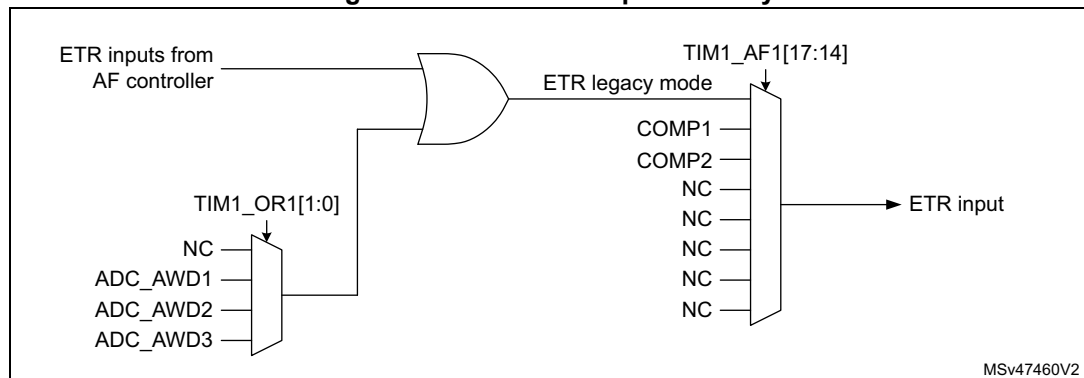 ETR inputs from
AF controller
TIM1_AF1[17:14]
ETR legacy mode
COMP1
COMP2
NC
NC
NC
NC
NC
ETR input
TIM1_OR1[1:0]
NC
ADC_AWD1
ADC_AWD2
ADC_AWD3
MSv47460V2